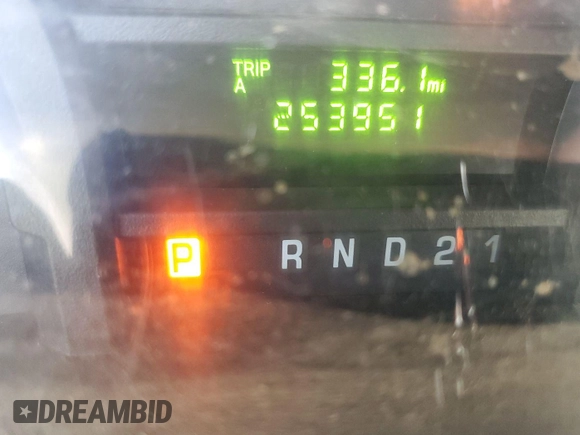 TRIP 336.1mi
A
253951
P R N D 2 1
DREAMBID